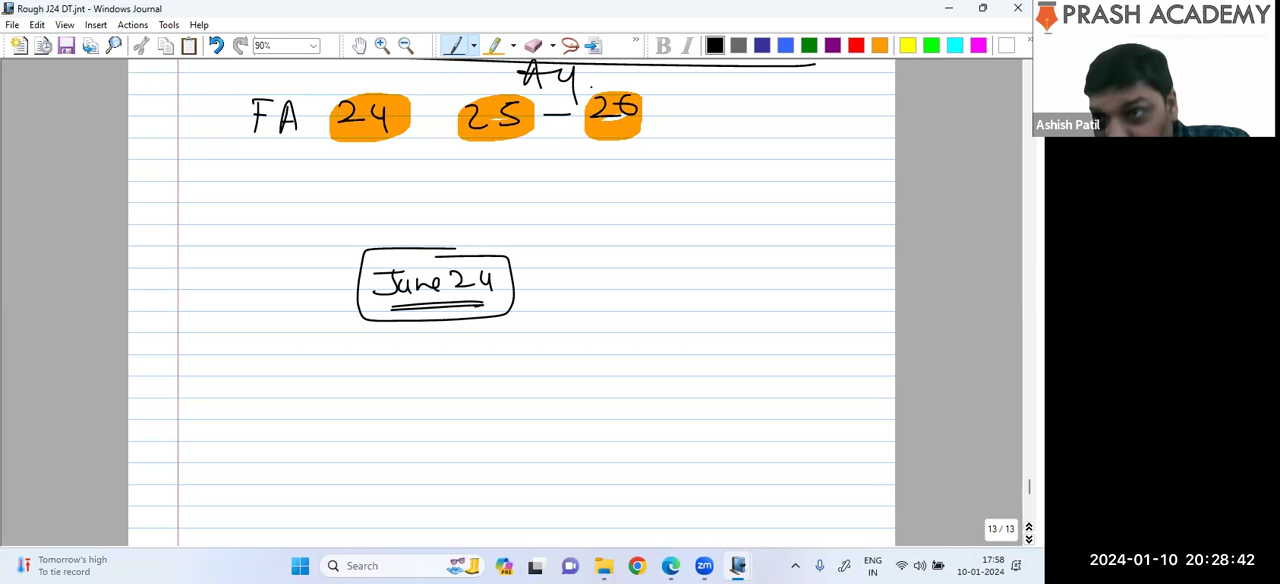 Rough J24 DT.jnt - Windows Journal
File Edit View Insert Actions Tools Help
90%
B I
PRASH ACADEMY
Ashish Patil
AY.
FA 24 25 - 26
June 24
13 / 13
Tomorrow's high
To tie record
Search
ENG
IN
17:58
10-01-2024
2024-01-10 20:28:42